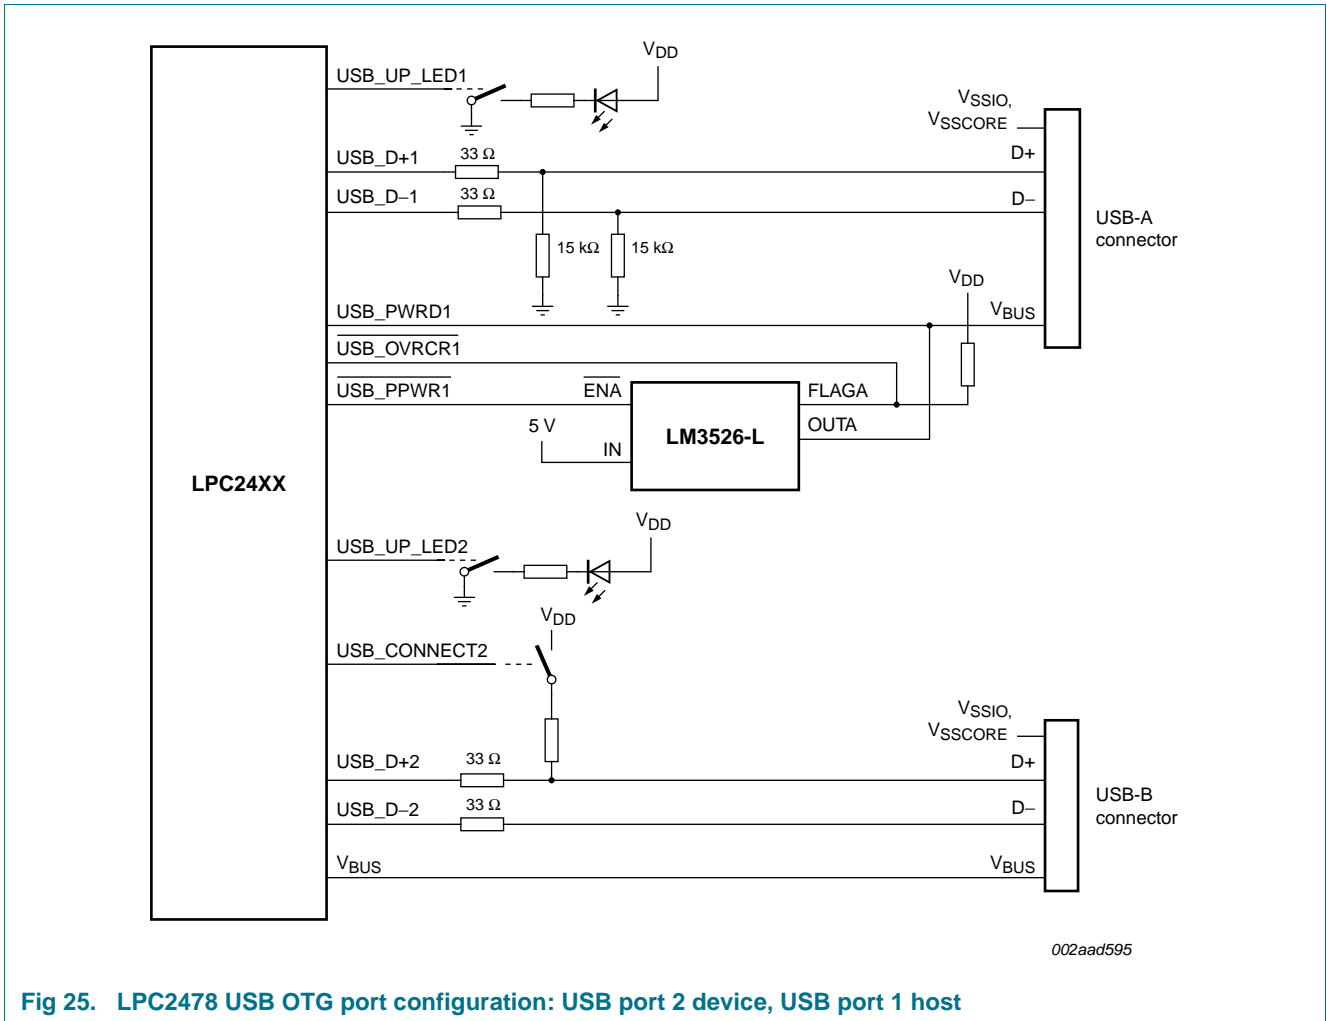 VDD
USB_UP_LED1
VSSIO,
VSSCORE
USB_D+1
33 Ω
D+
USB_D−1
33 Ω
D−
USB-A
connector
15 kΩ
15 kΩ
VDD
USB_PWRD1
VBUS
USB_OVRCR1
USB_PPWR1
ENA
FLAGA
5 V
OUTA
LM3526-L
IN
LPC24XX
VDD
USB_UP_LED2
VDD
USB_CONNECT2
VSSIO,
VSSCORE
USB_D+2
33 Ω
D+
USB_D−2
33 Ω
D−
USB-B
connector
VBUS
VBUS
002aad595
Fig 25. LPC2478 USB OTG port configuration: USB port 2 device, USB port 1 host